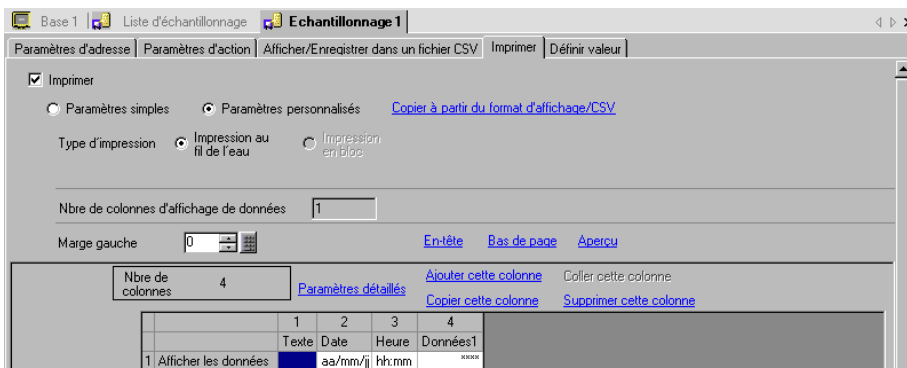 Base 1 Liste d'échantillonnage Echantillonnage 1
Paramètres d'adresse Paramètres d'action Afficher/Enregistrer dans un fichier CSV Imprimer Définir valeur
Imprimer
Paramètres simples Paramètres personnalisés Copier à partir du format d'affichage/CSV
Type d'impression Impression au fil de l'eau Impression en bloc
Nbre de colonnes d'affichage de données 1
Marge gauche 0 En-tête Bas de page Aperçu
Nbre de colonnes 4 Paramètres détaillés Ajouter cette colonne Coller cette colonne
Copier cette colonne Supprimer cette colonne
1 2 3 4
Texte Date Heure Données1
1 Afficher les données aa/mm/jj hh:mm ****